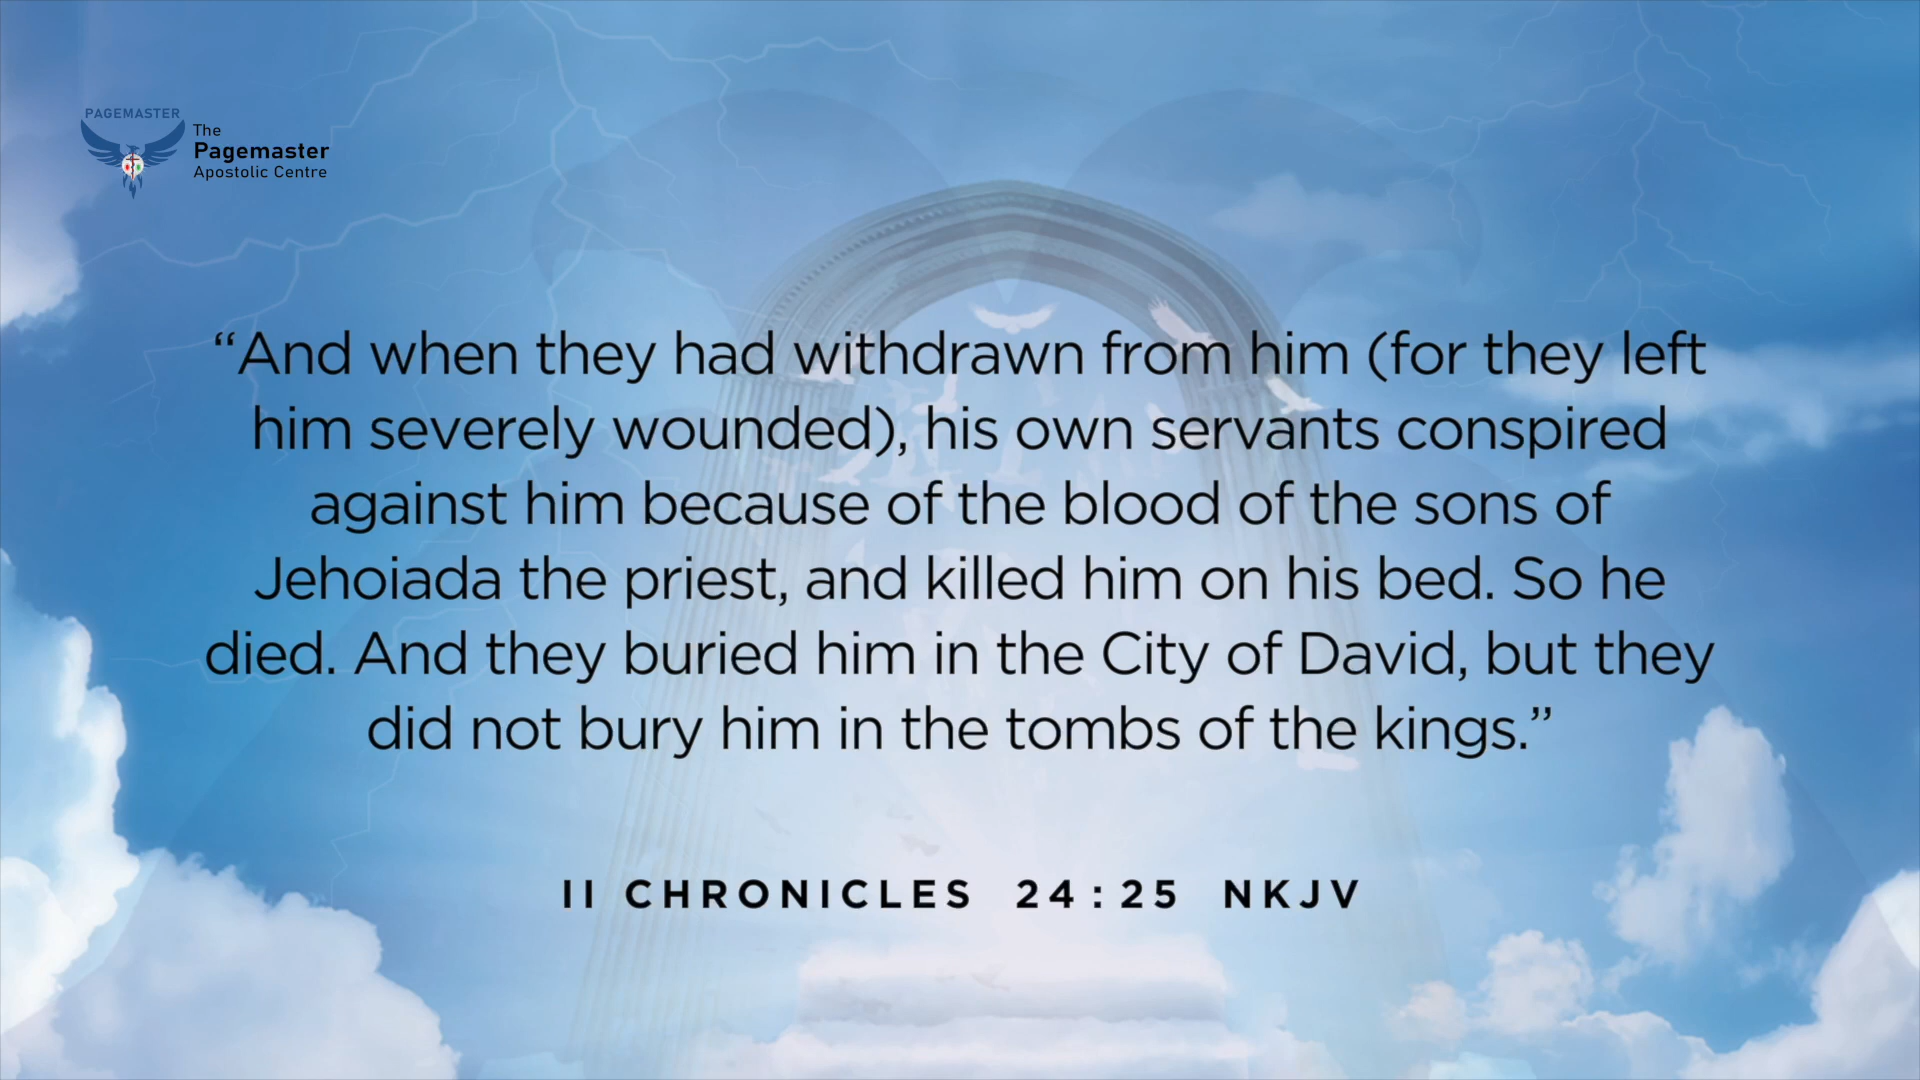 PAGEMASTER
The
Pagemaster
Apostolic Centre
“And when they had withdrawn from him (for they left
him severely wounded), his own servants conspired
against him because of the blood of the sons of
Jehoiada the priest, and killed him on his bed. So he
died. And they buried him in the City of David, but they
did not bury him in the tombs of the kings.”
II CHRONICLES 24:25 NKJV